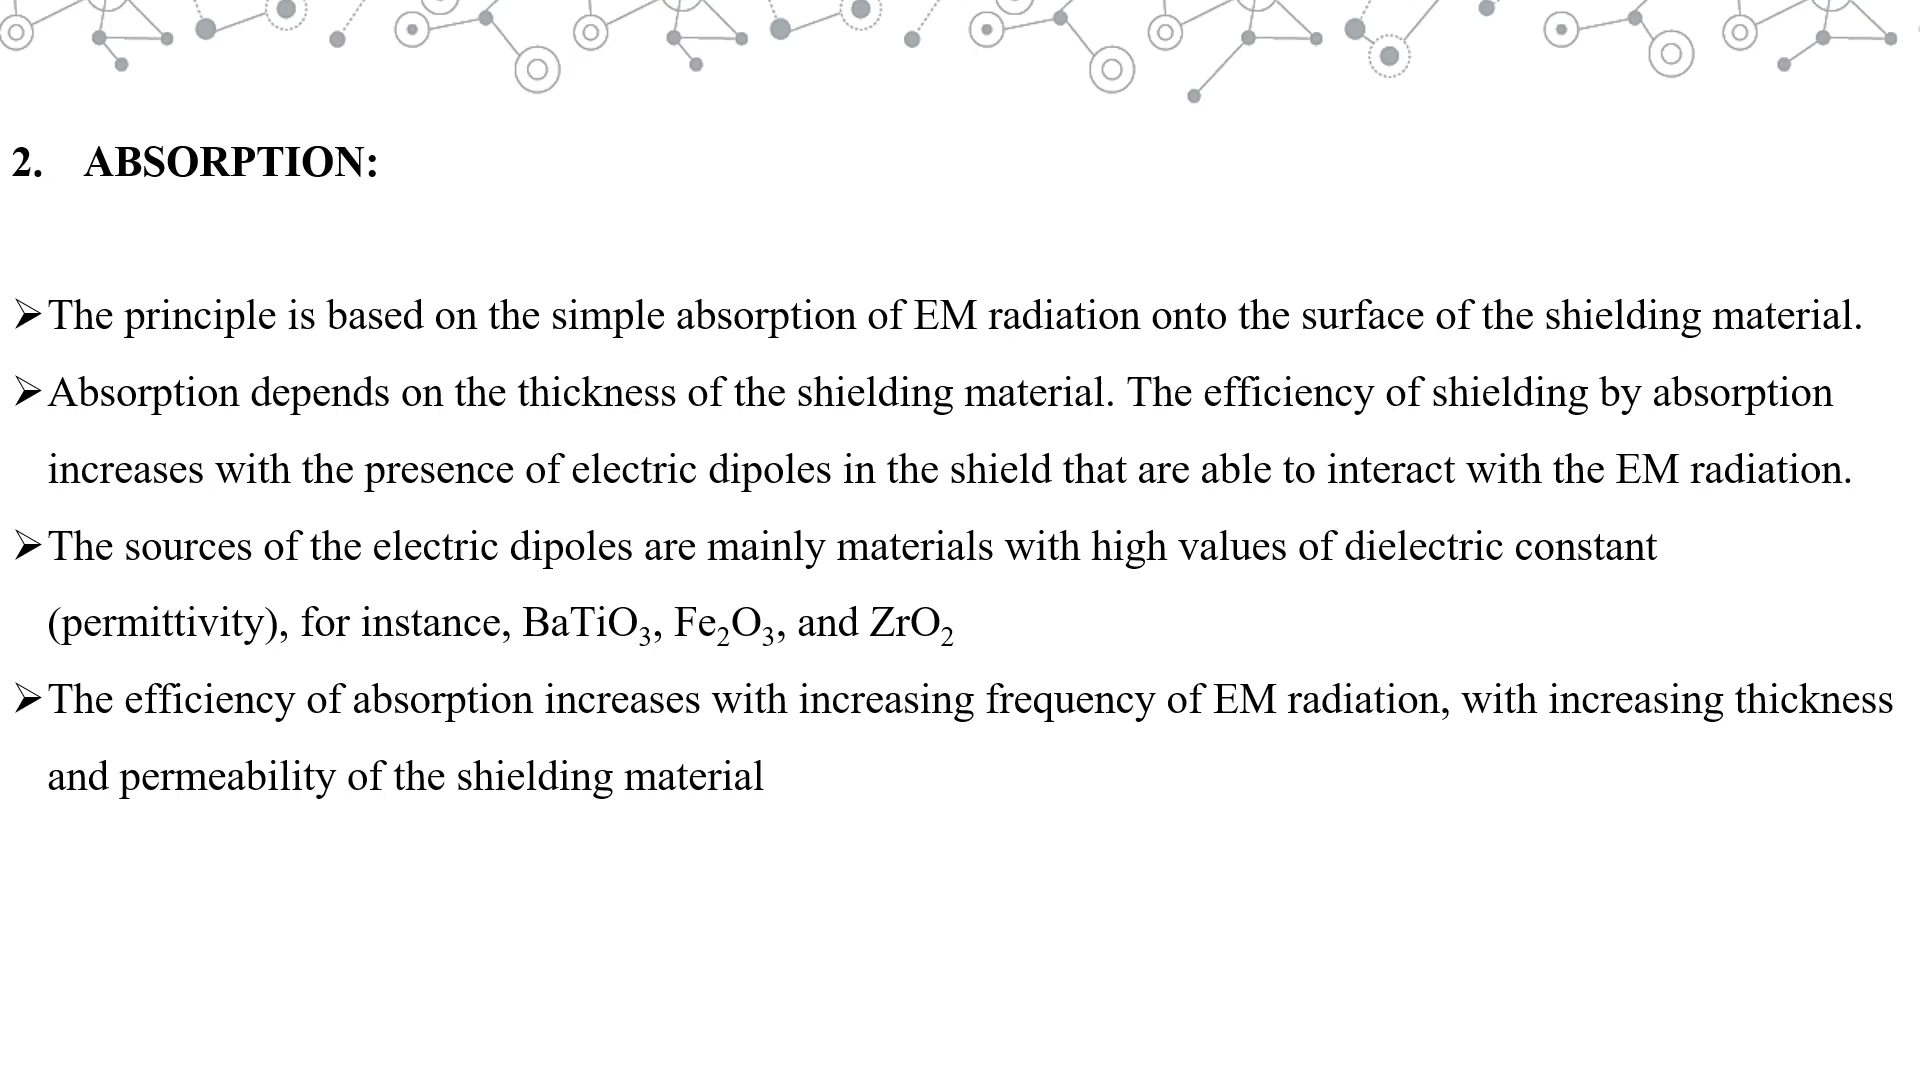 2. ABSORPTION:
➢The principle is based on the simple absorption of EM radiation onto the surface of the shielding material.
➢Absorption depends on the thickness of the shielding material. The efficiency of shielding by absorption
increases with the presence of electric dipoles in the shield that are able to interact with the EM radiation.
➢The sources of the electric dipoles are mainly materials with high values of dielectric constant
(permittivity), for instance, BaTiO₃, Fe₂O₃, and ZrO₂
➢The efficiency of absorption increases with increasing frequency of EM radiation, with increasing thickness
and permeability of the shielding material